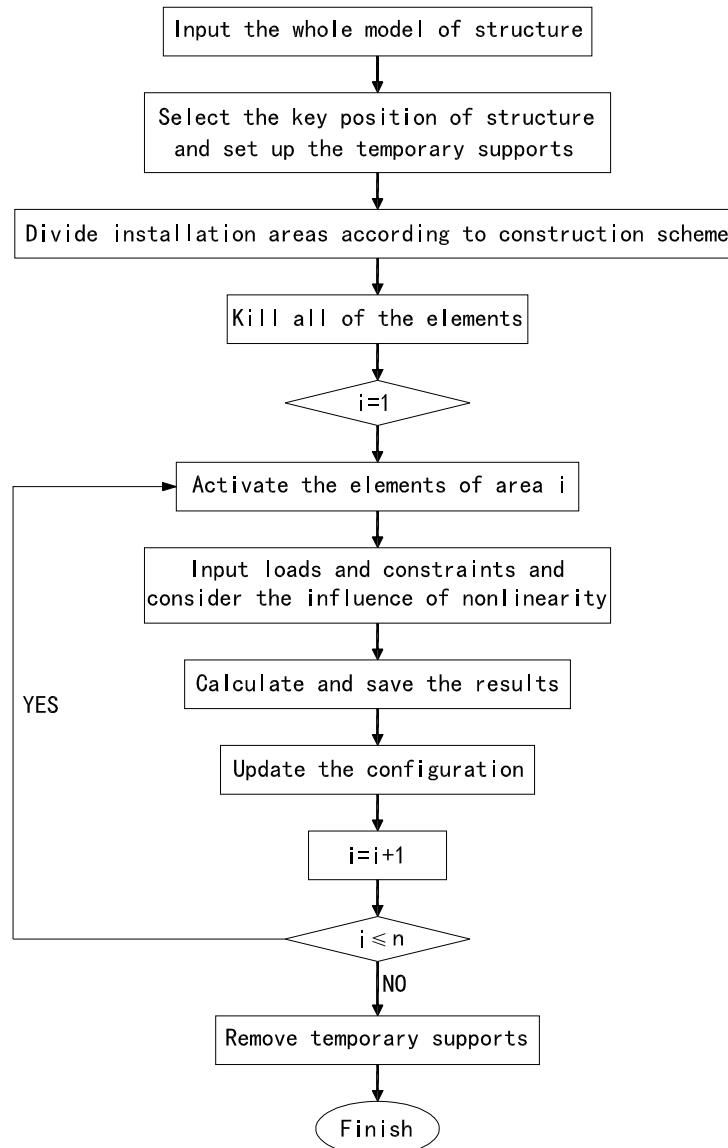 Input the whole model of structure
Select the key position of structure
and set up the temporary supports
Divide installation areas according to construction scheme
Kill all of the elements
i=1
Activate the elements of area i
Input loads and constraints and
consider the influence of nonlinearity
Calculate and save the results
YES
Update the configuration
i=i+1
i≤n
NO
Remove temporary supports
Finish